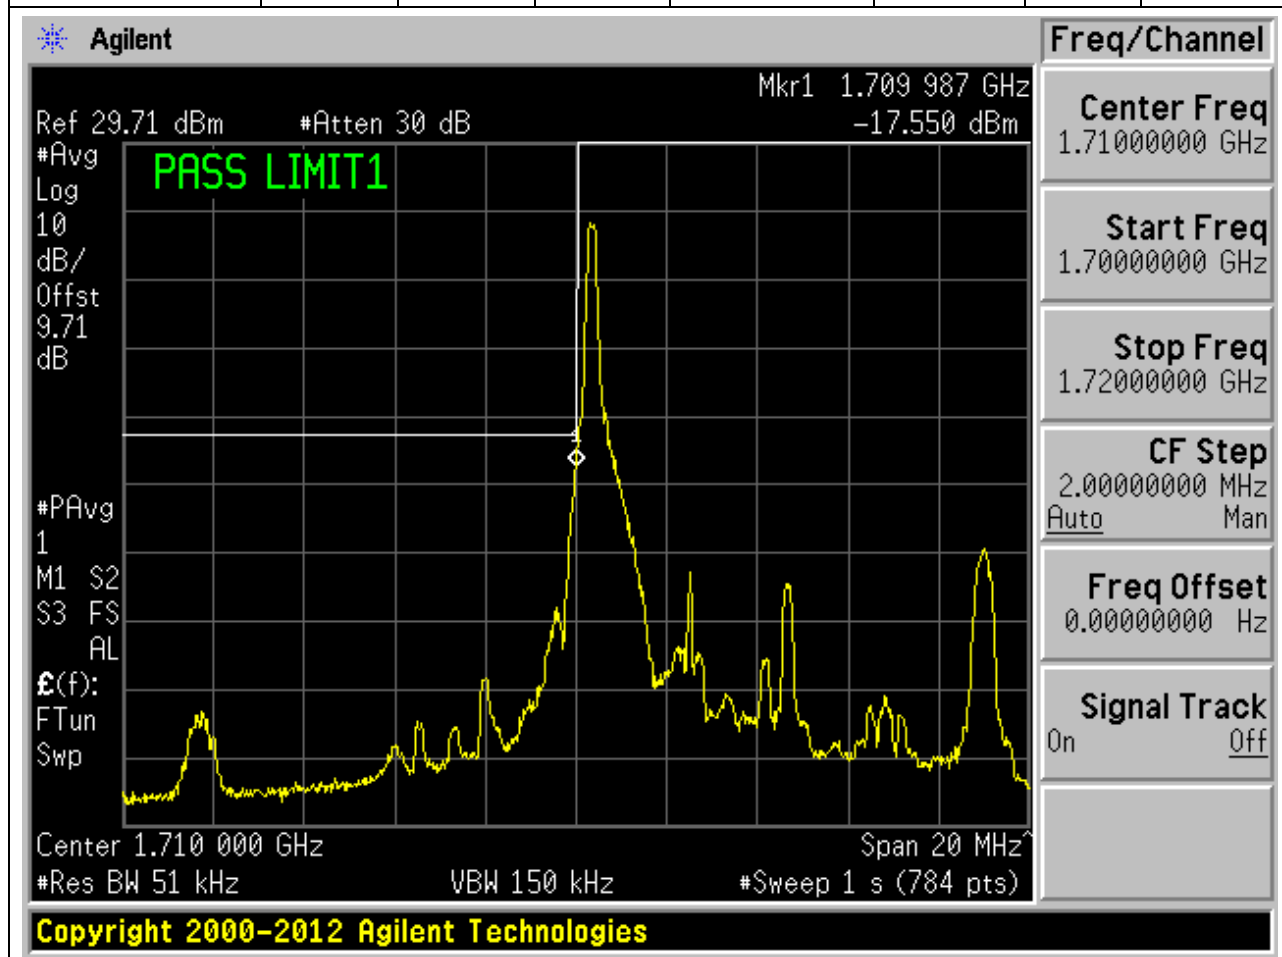 Agilent
Freq/Channel
Mkr1 1.709 987 GHz
Ref 29.71 dBm #Atten 30 dB -17.550 dBm
#Avg
Log
10
dB/
Offst
9.71
dB
PASS LIMIT1
1
#PAvg
1
M1 S2
S3 FS
AL
£(f):
FTun
Swp
Center 1.710 000 GHz Span 20 MHz^
#Res BW 51 kHz VBW 150 kHz #Sweep 1 s (784 pts)
Center Freq
1.71000000 GHz
Start Freq
1.70000000 GHz
Stop Freq
1.72000000 GHz
CF Step
2.00000000 MHz
Auto Man
Freq Offset
0.00000000 Hz
Signal Track
On Off
Copyright 2000-2012 Agilent Technologies